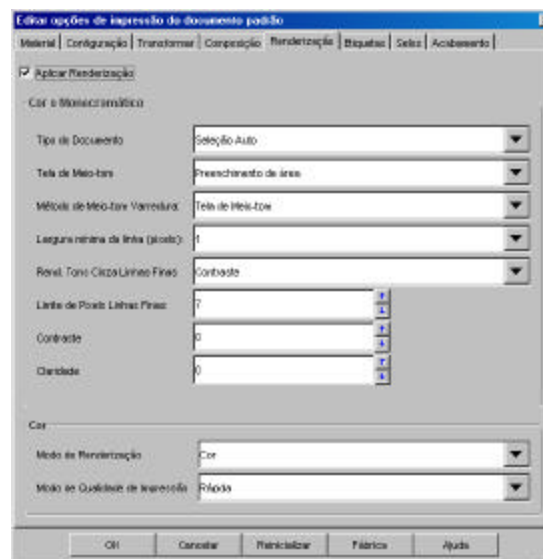 Editar opções de impressão do documento padrão
Material Configuração Transformar Composição Renderização Etiquetas Selos Acabamento
Aplicar Renderização
Cor e Monocromático
Tipo de Documento Seleção Auto
Tela de Meio-tom Preenchimento de área
Método de Meio-tom Varredura: Tela de Meio-tom
Largura mínima da linha (pixels): 1
Rend. Tons Cinza Linhas Finas Contraste
Limite de Pixels Linhas Finas: 7
Contraste 0
Claridade 0
Cor
Modo de Renderização Cor
Modo de Qualidade de Impressão Rápida
OK Cancelar Reinicializar Fábrica Ajuda